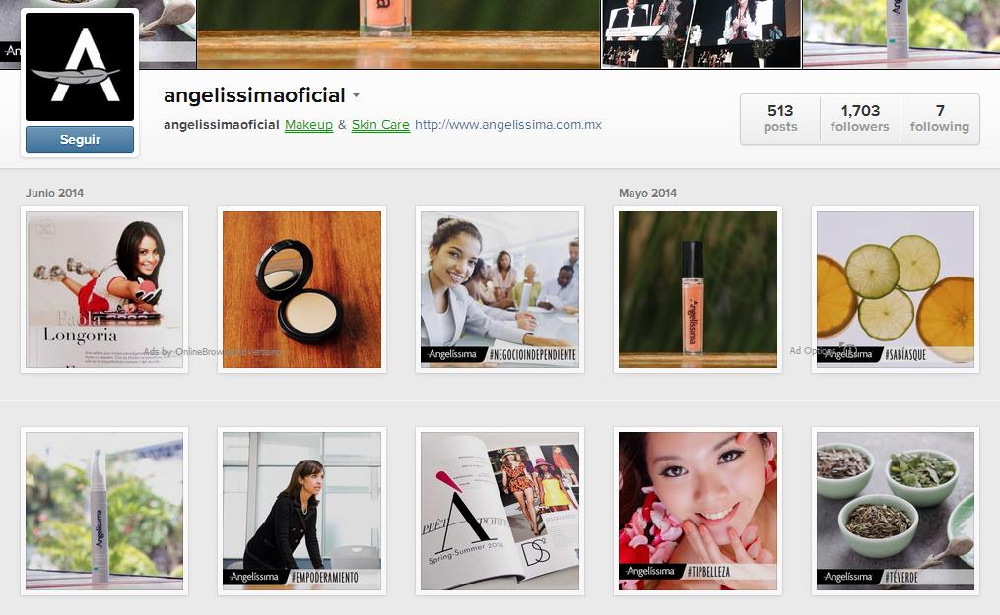 angelissimaoficial
angelissimaoficial Makeup & Skin Care http://www.angelissima.com.mx
Seguir
513 posts
1,703 followers
7 following
Junio 2014
Mayo 2014
Paola
Longoria
Ads by OnlineBrowserAdvertising
Angelíssima #NEGOCIOINDEPENDIENTE
Angelíssima
Ad Options
Angelíssima #SABÍASQUE
Angelíssima
Angelíssima #EMPODERAMIENTO
PRÊT À PORTER
Spring·Summer 2014
DS2
Angelíssima #TIPBELLEZA
Angelíssima #TÉVERDE